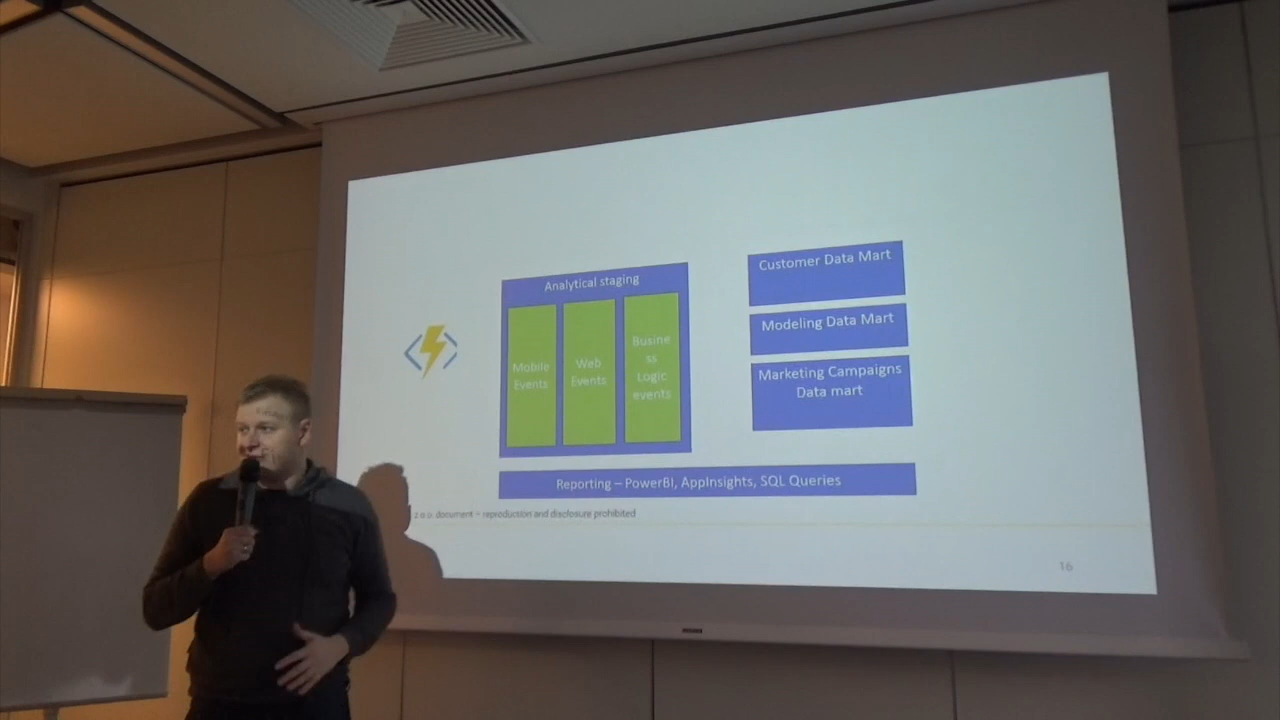 Analytical staging
Mobile
Events
Web
Events
Busine
ss
Logic
events
Customer Data Mart
Modeling Data Mart
Marketing Campaigns
Data mart
Reporting – PowerBI, AppInsights, SQL Queries
z o.o. document – reproduction and disclosure prohibited
16